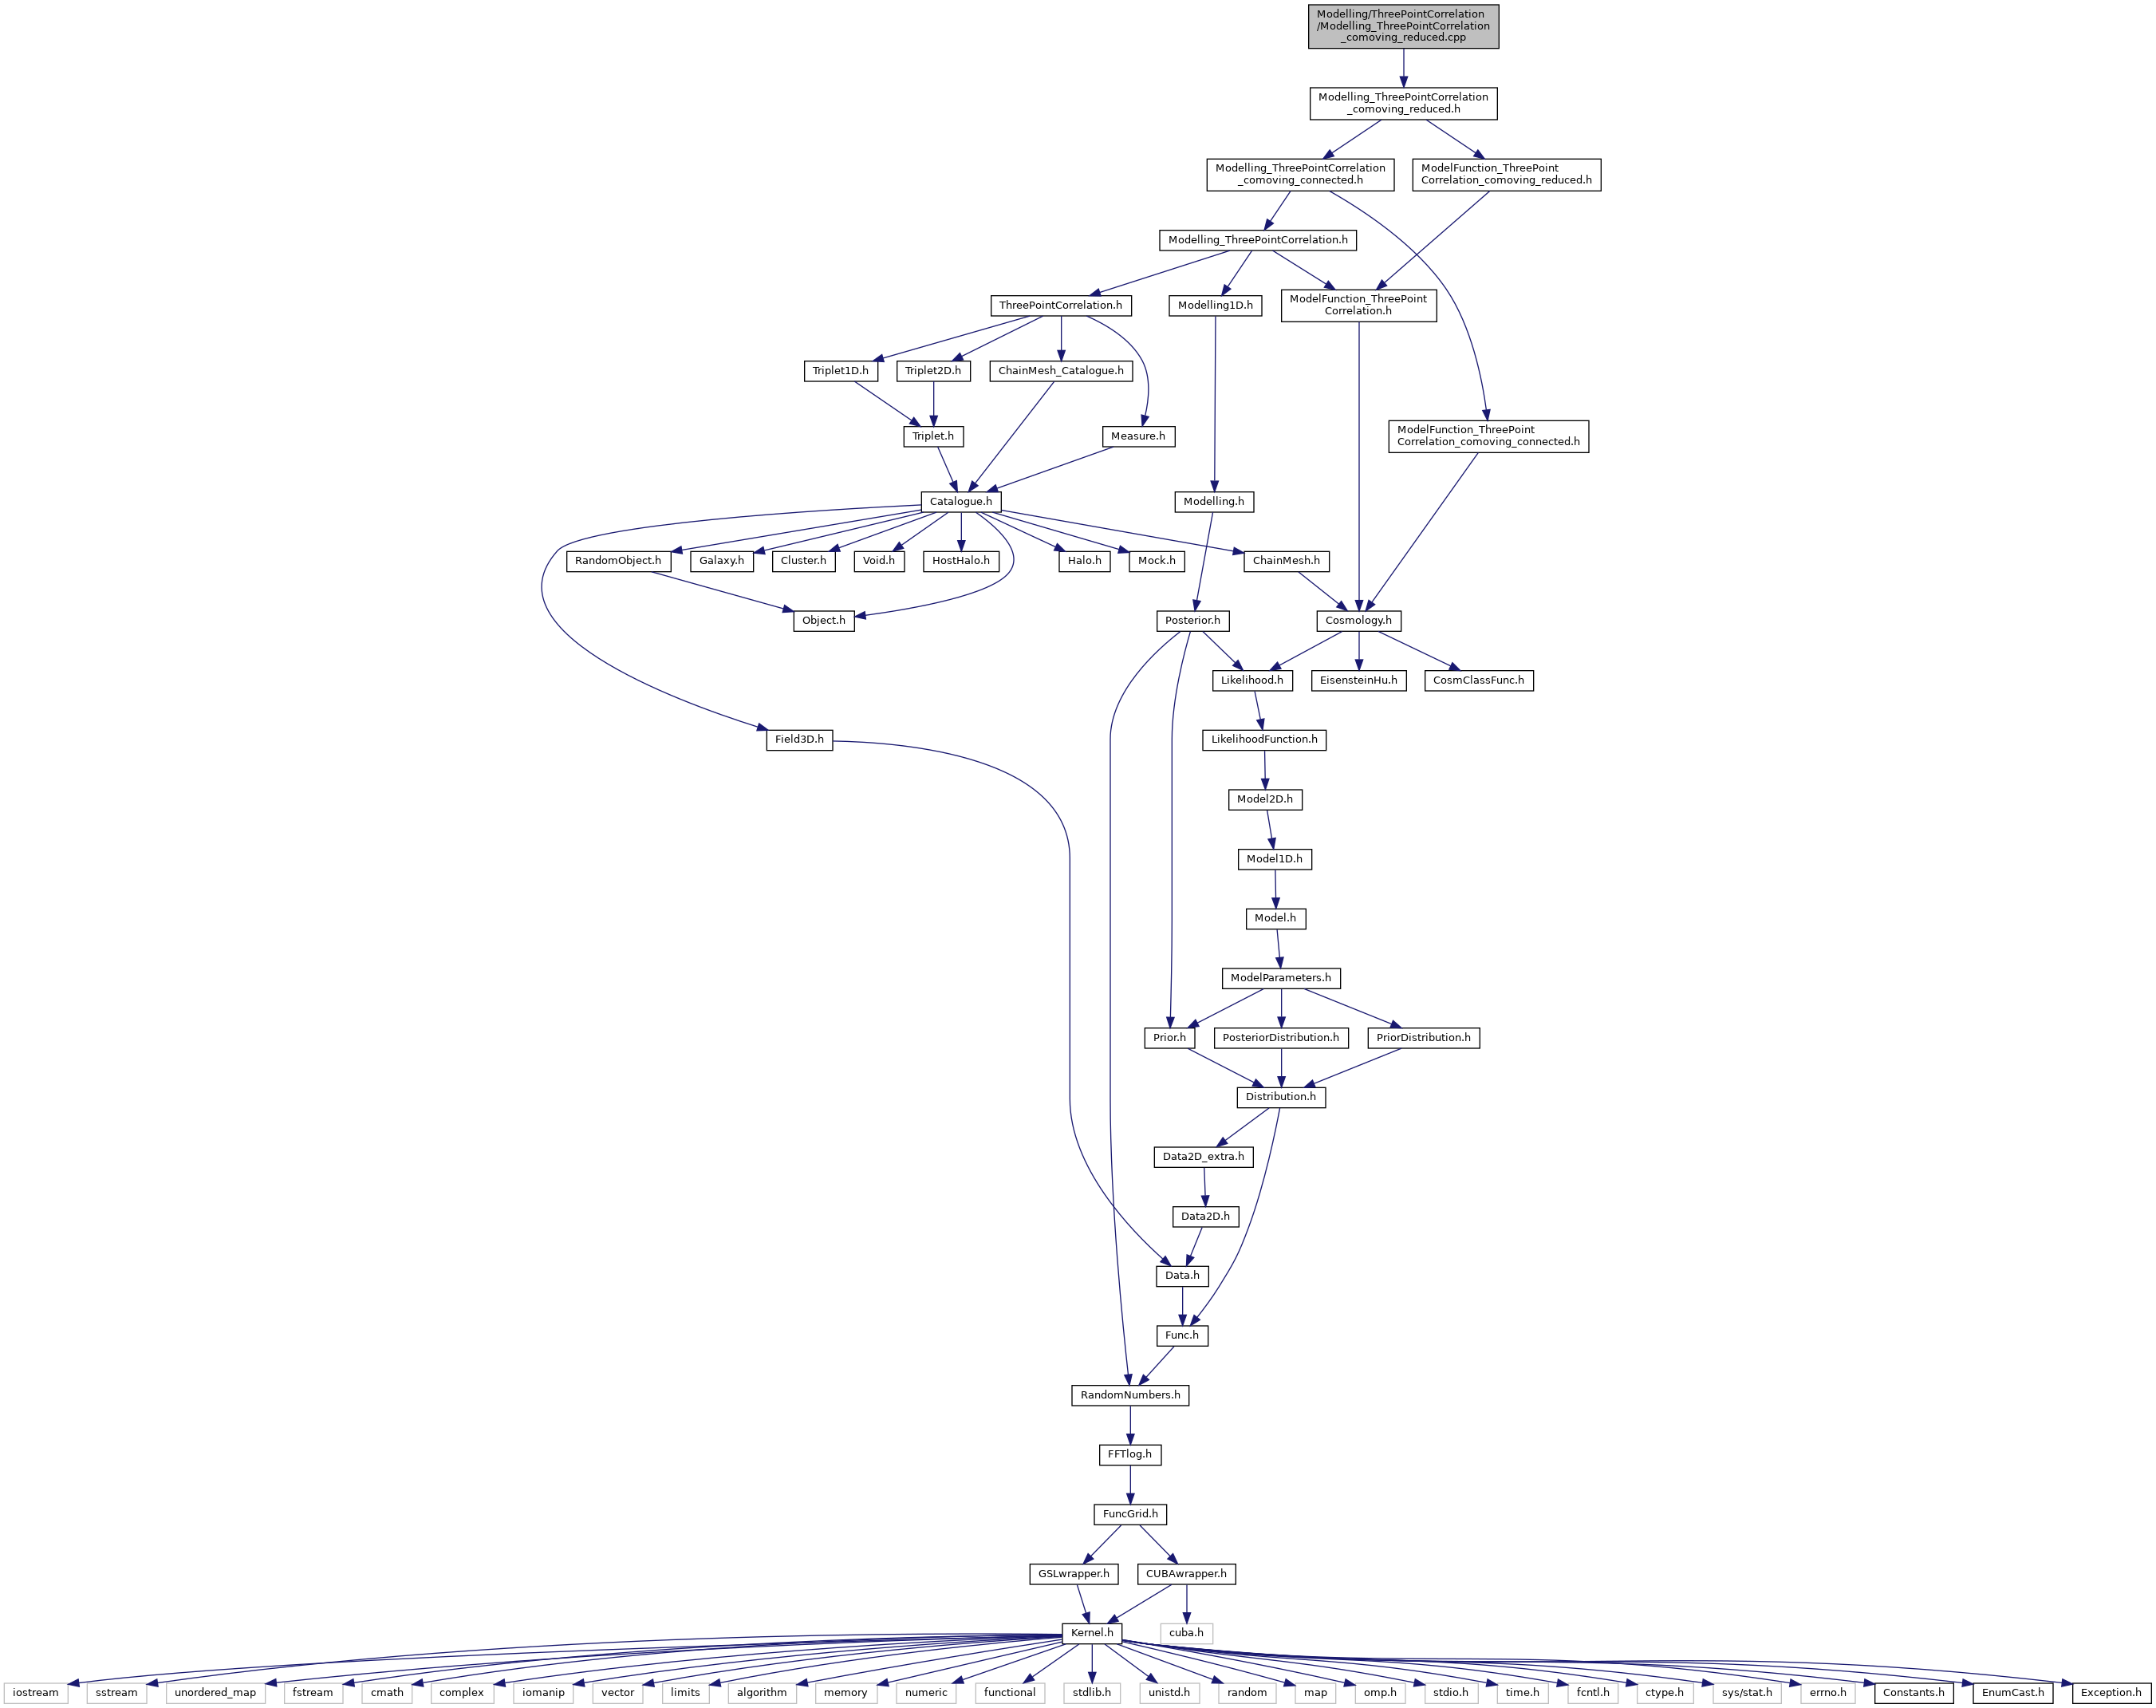 Modelling/ThreePointCorrelation
/Modelling_ThreePointCorrelation
_comoving_reduced.cpp
Modelling_ThreePointCorrelation
_comoving_reduced.h
Modelling_ThreePointCorrelation
_comoving_connected.h
ModelFunction_ThreePoint
Correlation_comoving_reduced.h
Modelling_ThreePointCorrelation.h
ThreePointCorrelation.h
Modelling1D.h
ModelFunction_ThreePoint
Correlation.h
Triplet1D.h
Triplet2D.h
ChainMesh_Catalogue.h
Triplet.h
Measure.h
ModelFunction_ThreePoint
Correlation_comoving_connected.h
Catalogue.h
Modelling.h
RandomObject.h
Galaxy.h
Cluster.h
Void.h
HostHalo.h
Halo.h
Mock.h
ChainMesh.h
Object.h
Posterior.h
Cosmology.h
Likelihood.h
EisensteinHu.h
CosmClassFunc.h
Field3D.h
LikelihoodFunction.h
Model2D.h
Model1D.h
Model.h
ModelParameters.h
Prior.h
PosteriorDistribution.h
PriorDistribution.h
Distribution.h
Data2D_extra.h
Data2D.h
Data.h
Func.h
RandomNumbers.h
FFTlog.h
FuncGrid.h
GSLwrapper.h
CUBAwrapper.h
Kernel.h
cuba.h
iostream
sstream
unordered_map
fstream
cmath
complex
iomanip
vector
limits
algorithm
memory
numeric
functional
stdlib.h
unistd.h
random
map
omp.h
stdio.h
time.h
fcntl.h
ctype.h
sys/stat.h
errno.h
Constants.h
EnumCast.h
Exception.h